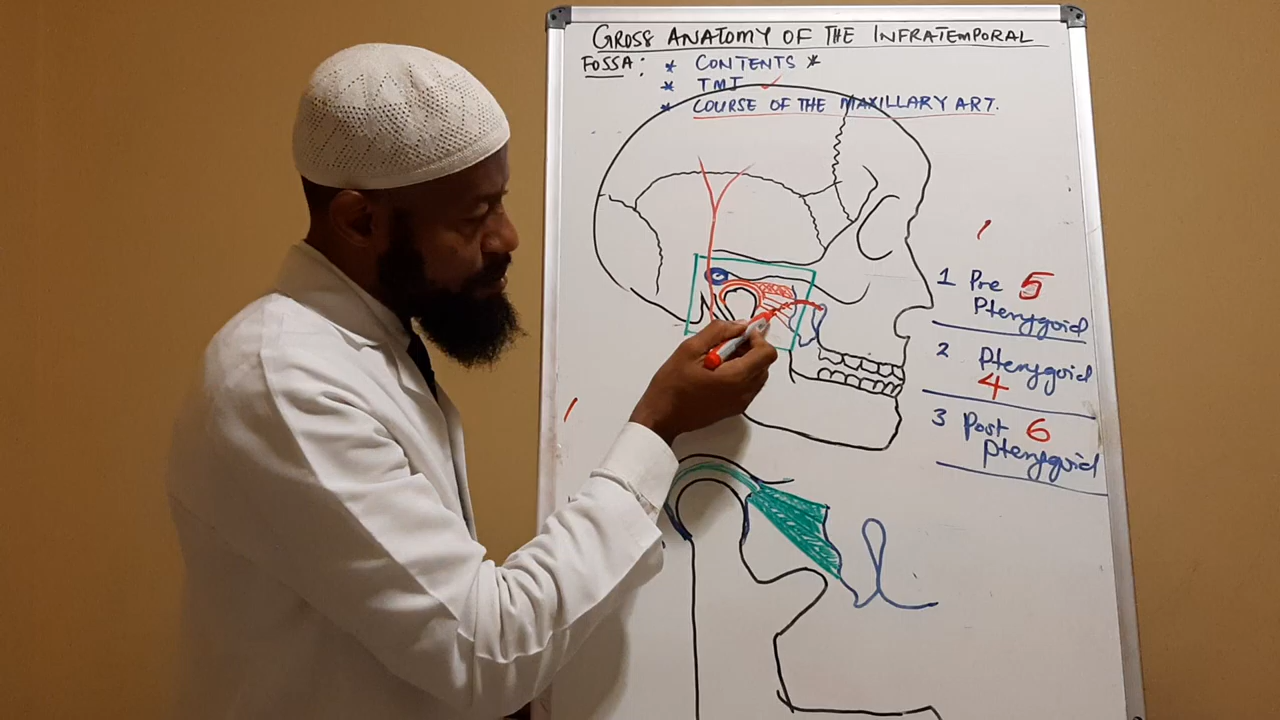 GROSS ANATOMY OF THE INFRATEMPORAL
FOSSA: * CONTENTS *
* TMJ
* COURSE OF THE MAXILLARY ART.
1 Pre 5
Pterygoid
2 Pterygoid
4
3 Post 6
Pterygoid